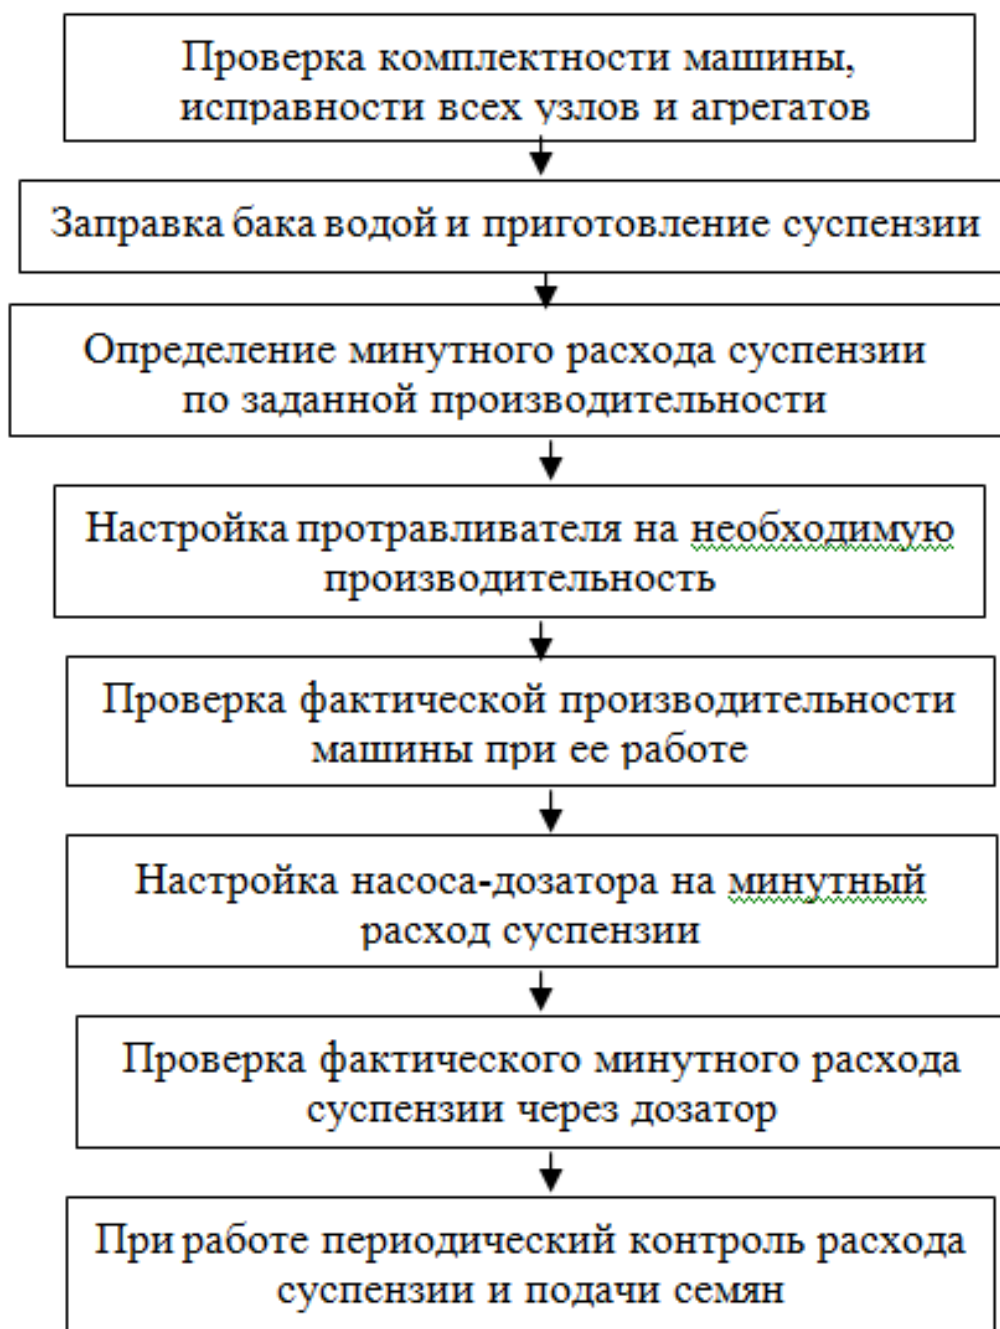 Проверка комплектности машины,
исправности всех узлов и агрегатов
Заправка бака водой и приготовление суспензии
Определение минутного расхода суспензии
по заданной производительности
Настройка протравливателя на необходимую
производительность
Проверка фактической производительности
машины при ее работе
Настройка насоса-дозатора на минутный
расход суспензии
Проверка фактического минутного расхода
суспензии через дозатор
При работе периодический контроль расхода
суспензии и подачи семян